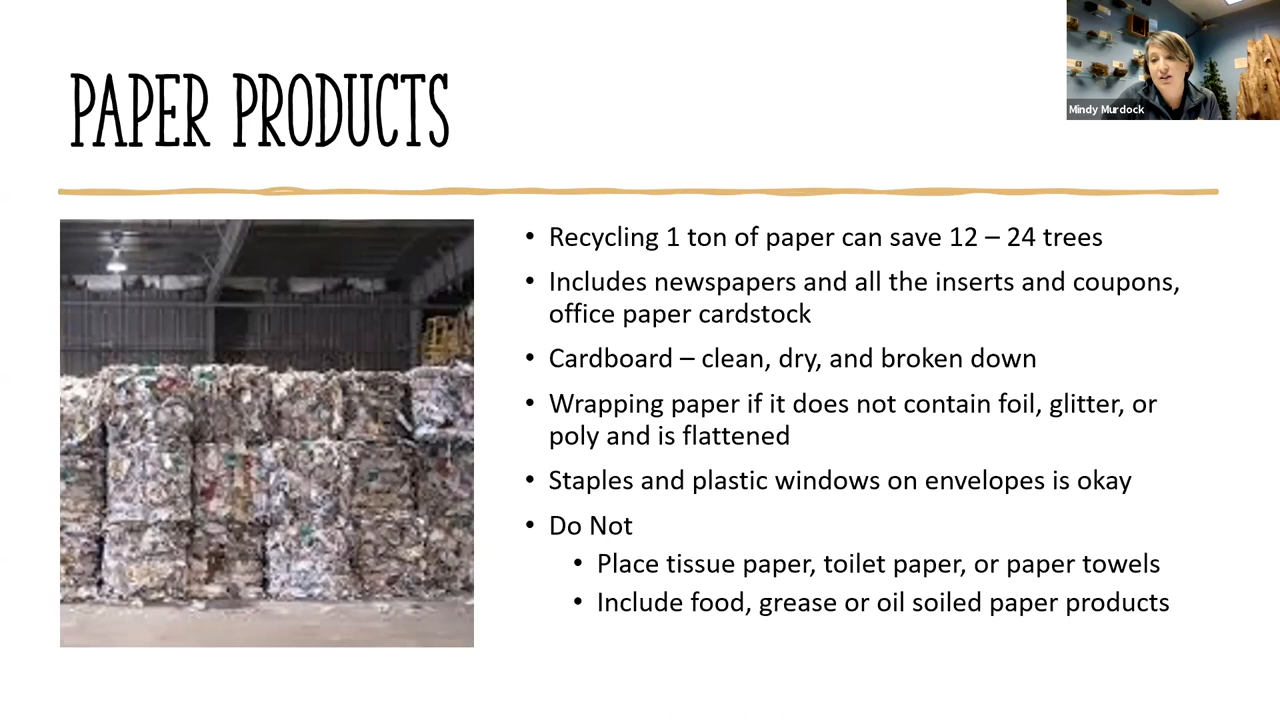 Mindy Murdock
PAPER PRODUCTS
• Recycling 1 ton of paper can save 12 – 24 trees
• Includes newspapers and all the inserts and coupons,
office paper cardstock
• Cardboard – clean, dry, and broken down
• Wrapping paper if it does not contain foil, glitter, or
poly and is flattened
• Staples and plastic windows on envelopes is okay
• Do Not
• Place tissue paper, toilet paper, or paper towels
• Include food, grease or oil soiled paper products